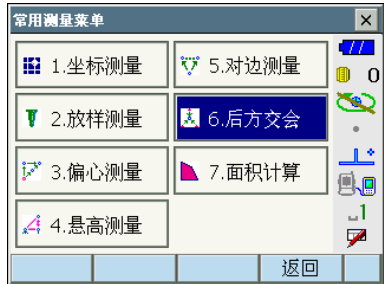 常用测量菜单
1.坐标测量
5.对边测量
0
2.放样测量
6.后方交会
3.偏心测量
7.面积计算
4.悬高测量
1
返回